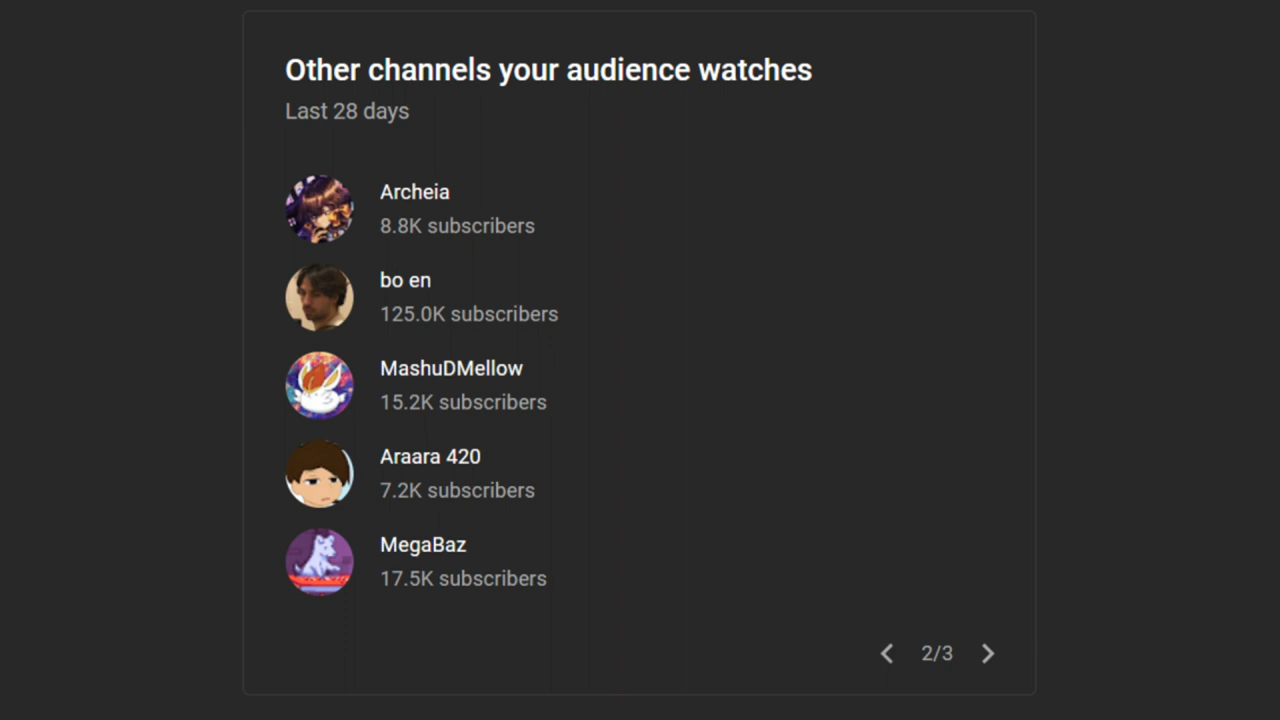 Other channels your audience watches
Last 28 days
Archeia
8.8K subscribers
bo en
125.0K subscribers
MashuDMellow
15.2K subscribers
Araara 420
7.2K subscribers
MegaBaz
17.5K subscribers
2/3